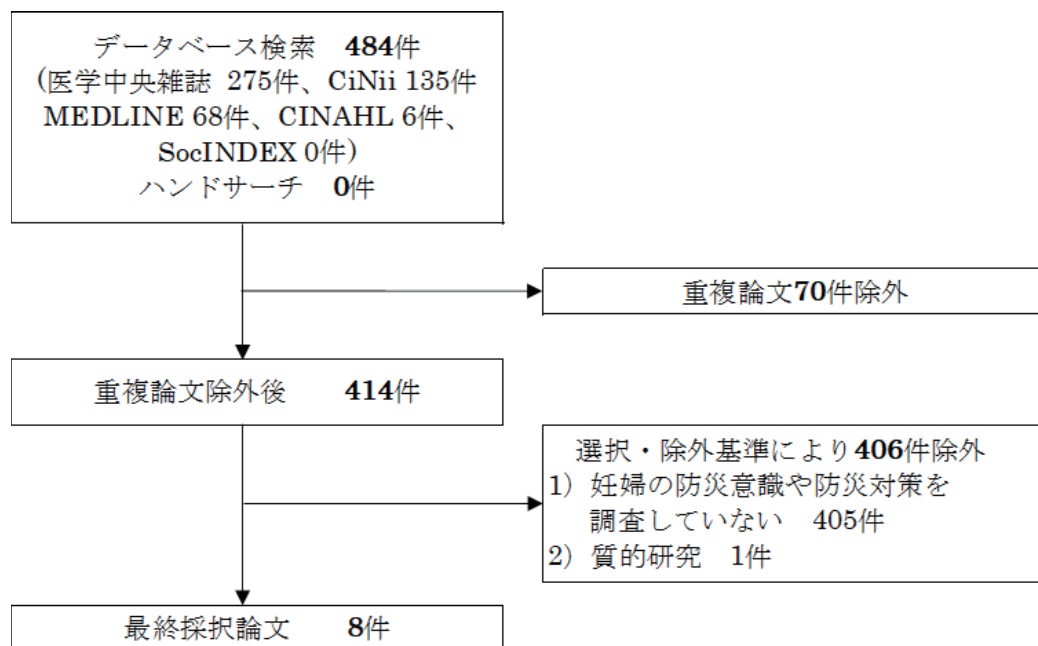 データベース検索　484件
(医学中央雑誌 275件、CiNii 135件
MEDLINE 68件、CINAHL 6件、
SocINDEX 0件)
ハンドサーチ　0件
重複論文70件除外
重複論文除外後　414件
選択・除外基準により406件除外
1）妊婦の防災意識や防災対策を
調査していない　405件
2）質的研究　1件
最終採択論文　8件